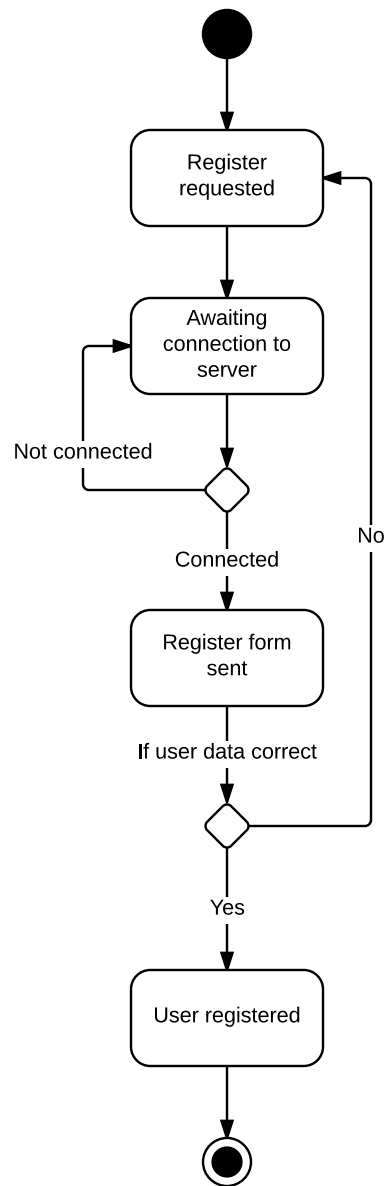 Register
requested
Awaiting
connection to
server
Not connected
No
Connected
Register form
sent
If user data correct
Yes
User registered